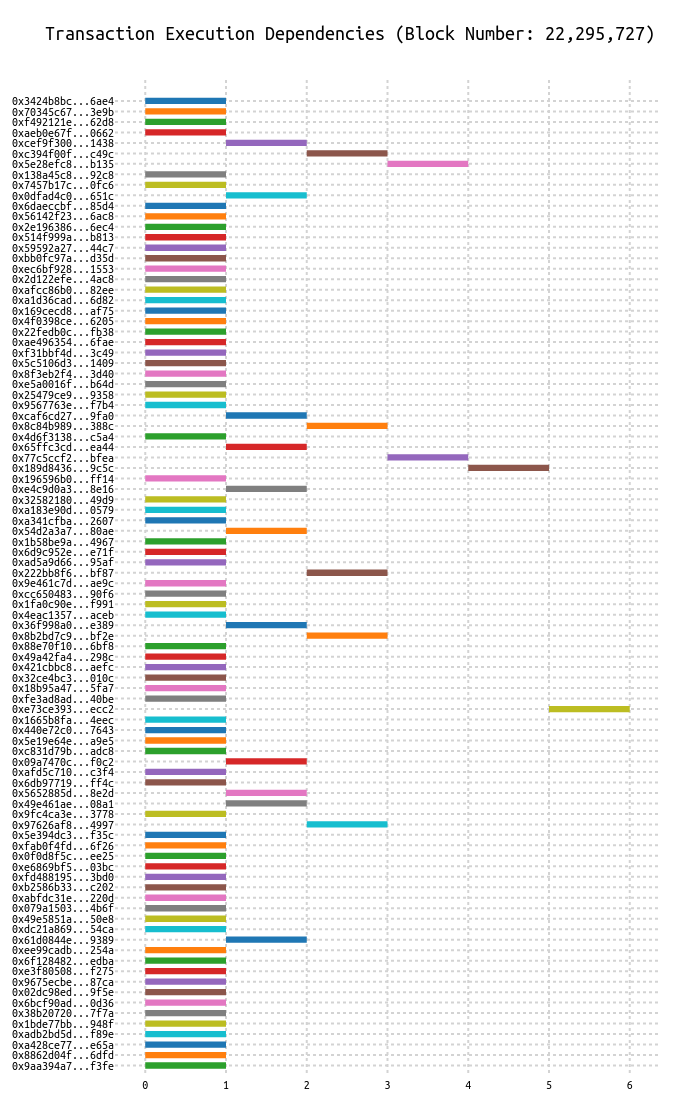 Transaction Execution Dependencies (Block Number: 22,295,727)
0x3424b8bc...6ae4
0x70345c67...3e9b
0xf492121e...62d8
0xaeb0e67f...0662
0xcef9f300...1438
0xc394f00f...c49c
0x5e28efc8...b135
0x138a45c8...92c8
0x7457b17c...0fc6
0x0dfad4c0...651c
0x6daeccbf...85d4
0x56142f23...6ac8
0x2e196386...6ec4
0x514f999a...b813
0x59592a27...44c7
0xbb0fc97a...d35d
0xec6bf928...1553
0x2d122efe...4ac8
0xafcc86b0...82ee
0xa1d36cad...6d82
0x169cecd8...af75
0x4f0398ce...6205
0x22fedb0c...fb38
0xae496354...6fae
0xf31bbf4d...3c49
0x5c5106d3...1409
0x8f3eb2f4...3d40
0xe5a0016f...b64d
0x25479ce9...9358
0x9567763e...f7b4
0xcaf6cd27...9fa0
0x8c84b989...388c
0x4d6f3138...c5a4
0x65ffc3cd...ea44
0x77c5ccf2...bfea
0x189d8436...9c5c
0x196596b0...ff14
0xe4c9d0a3...8e16
0x32582180...49d9
0xa183e90d...0579
0xa341cfba...2607
0x54d2a3a7...80ae
0x1b58be9a...4967
0x6d9c952e...e71f
0xad5a9d66...95af
0x222bb8f6...bf87
0x9e461c7d...ae9c
0xcc650483...90f6
0x1fa0c90e...f991
0x4eac1357...aceb
0x36f998a0...e389
0x8b2bd7c9...bf2e
0x88e70f10...6bf8
0x49a42fa4...298c
0x421cbbc8...aefc
0x32ce4bc3...010c
0x18b95a47...5fa7
0xfe3ad8ad...40be
0xe73ce393...ecc2
0x1665b8fa...4eec
0x440e72c0...7643
0x5e19e64e...a9e5
0xc831d79b...adc8
0x09a7470c...f0c2
0xafd5c710...c3f4
0x6db97719...ff4c
0x5652885d...8e2d
0x49e461ae...08a1
0x9fc4ca3e...3778
0x97626af8...4997
0x5e394dc3...f35c
0xfab0f4fd...6f26
0x0f0d8f5c...ee25
0xe6869bf5...03bc
0xfd488195...3bd0
0xb2586b33...c202
0xabfdc31e...220d
0x079a1503...4b6f
0x49e5851a...50e8
0xdc21a869...54ca
0x61d0844e...9389
0xee99cadb...254a
0x6f128482...edba
0xe3f80508...f275
0x9675ecbe...87ca
0x02dc98ed...9f5e
0x6bcf90ad...0d36
0x38b20720...7f7a
0x1bde77bb...948f
0xadb2bd5d...f89e
0xa428ce77...e65a
0x8862d04f...6dfd
0x9aa394a7...f3fe
0 1 2 3 4 5 6